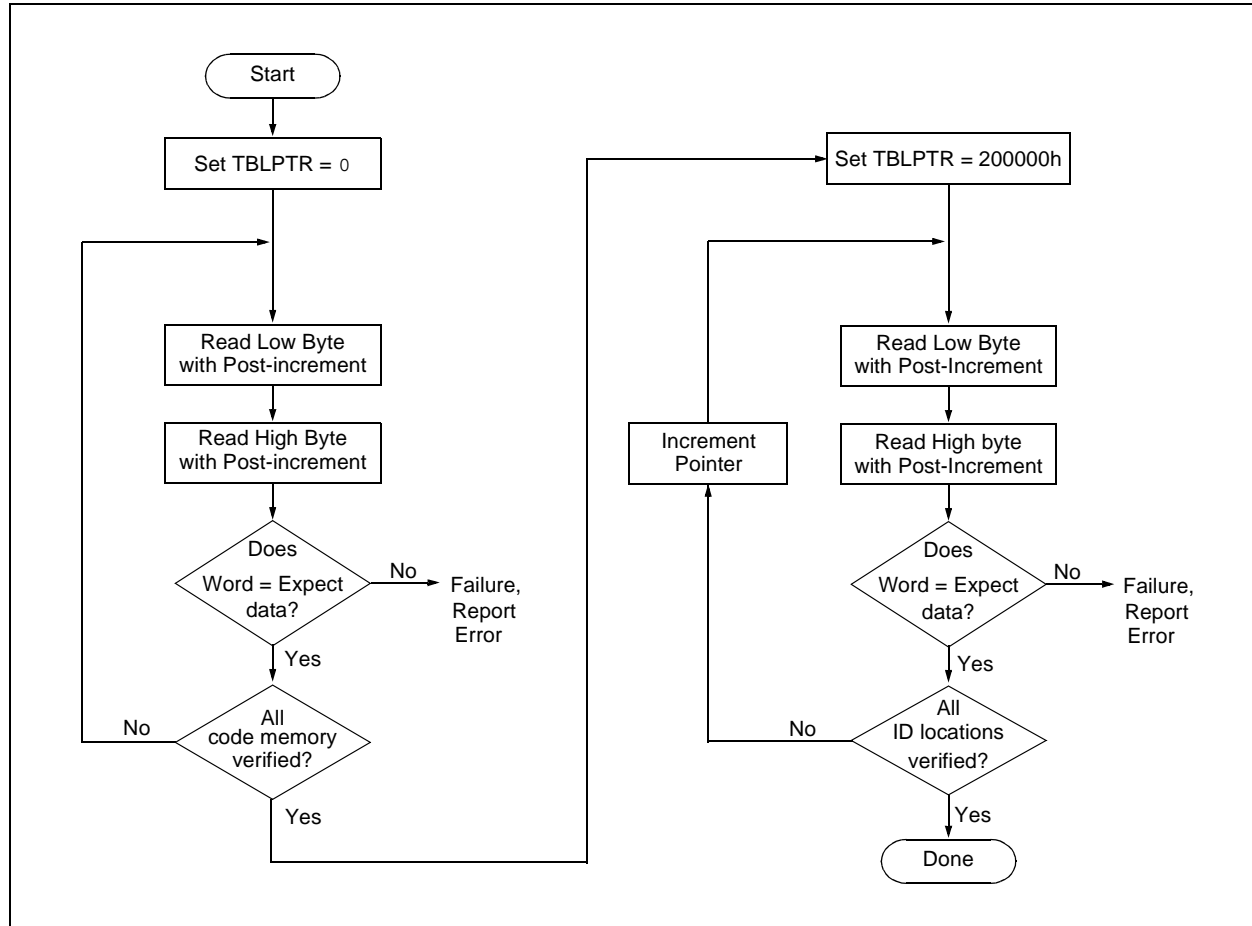 Start
Set TBLPTR = 0
Read Low Byte
with Post-increment
Read High Byte
with Post-increment
Does
Word = Expect
data?
No
Failure,
Report
Error
Yes
All
code memory
verified?
No
Yes
Set TBLPTR = 200000h
Read Low Byte
with Post-Increment
Increment
Pointer
Read High byte
with Post-Increment
Does
Word = Expect
data?
No
Failure,
Report
Error
Yes
All
ID locations
verified?
No
Yes
Done